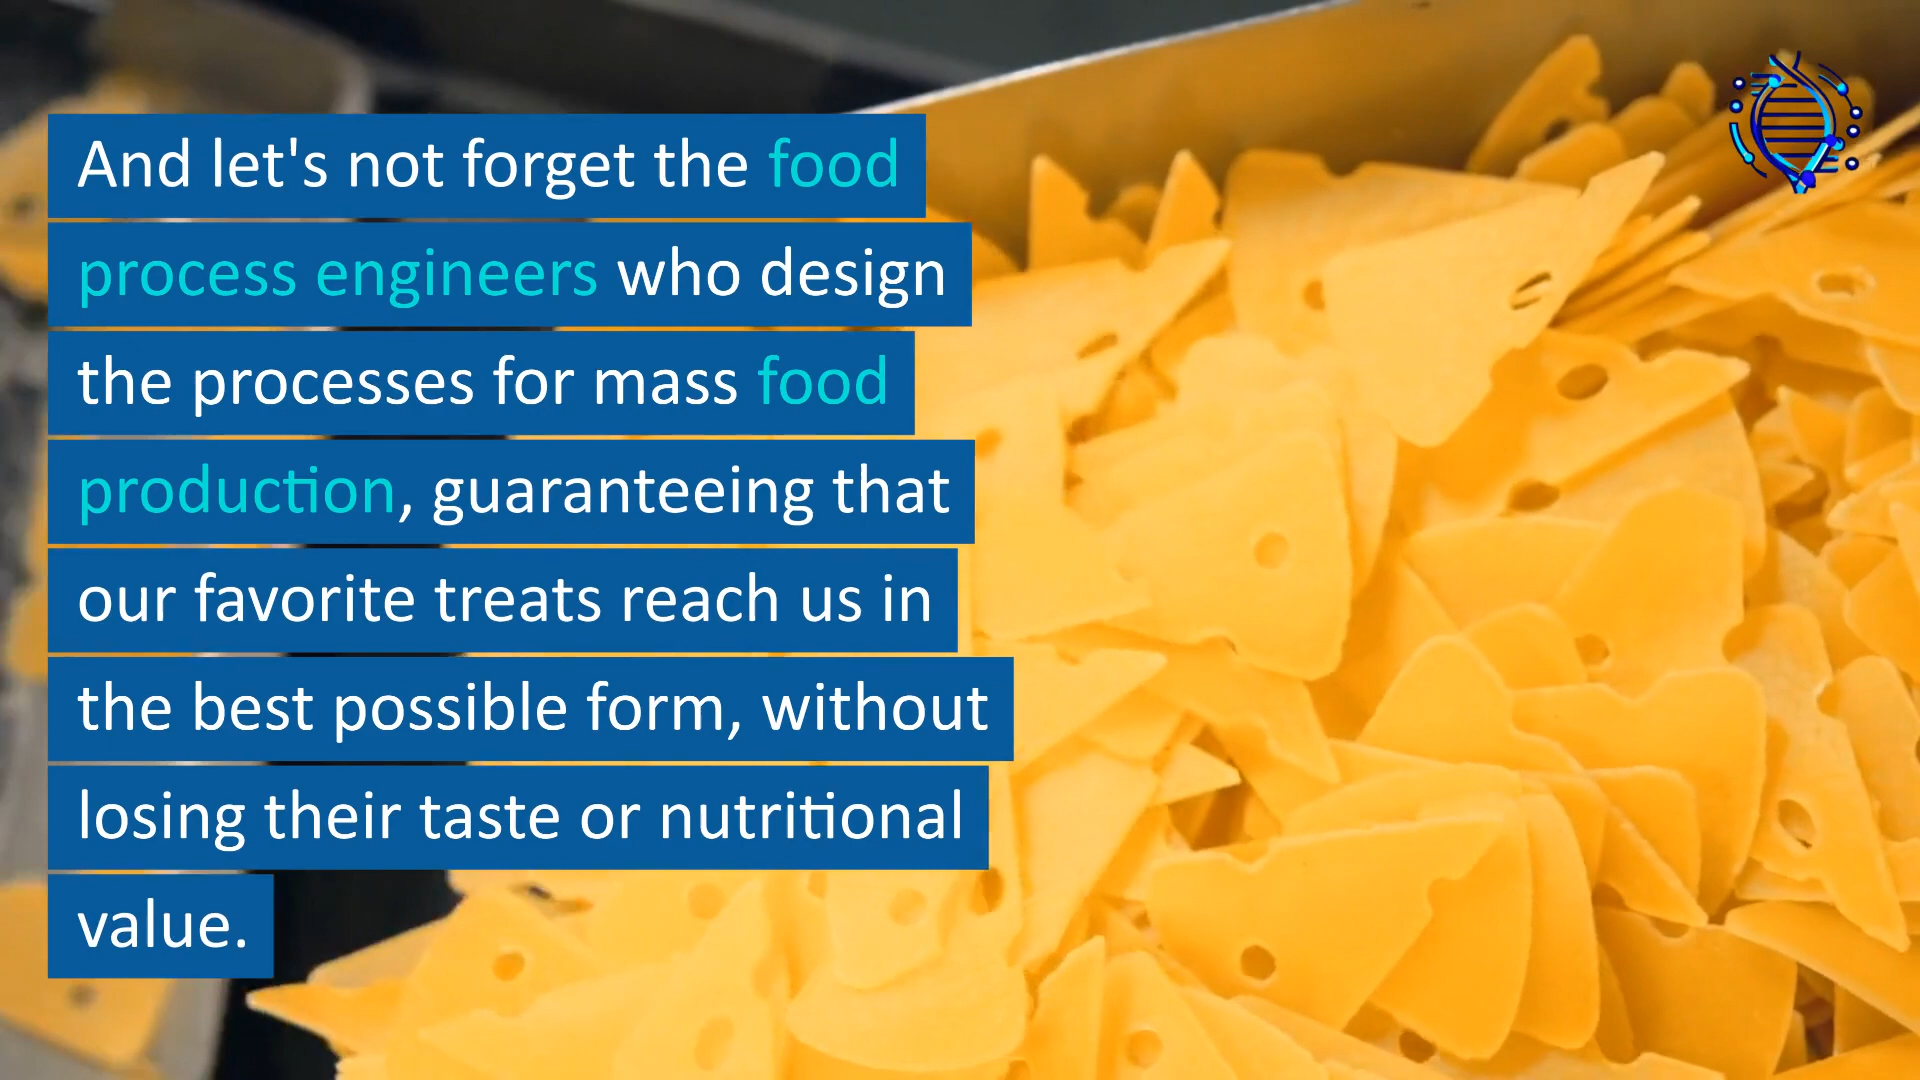 And let's not forget the food
process engineers who design
the processes for mass food
production, guaranteeing that
our favorite treats reach us in
the best possible form, without
losing their taste or nutritional
value.